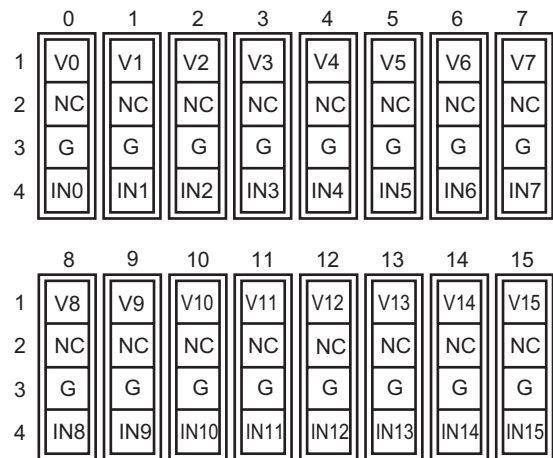 0 1 2 3 4 5 6 7
1 V0 V1 V2 V3 V4 V5 V6 V7
2 NC NC NC NC NC NC NC NC
3 G G G G G G G G
4 IN0 IN1 IN2 IN3 IN4 IN5 IN6 IN7
8 9 10 11 12 13 14 15
1 V8 V9 V10 V11 V12 V13 V14 V15
2 NC NC NC NC NC NC NC NC
3 G G G G G G G G
4 IN8 IN9 IN10 IN11 IN12 IN13 IN14 IN15